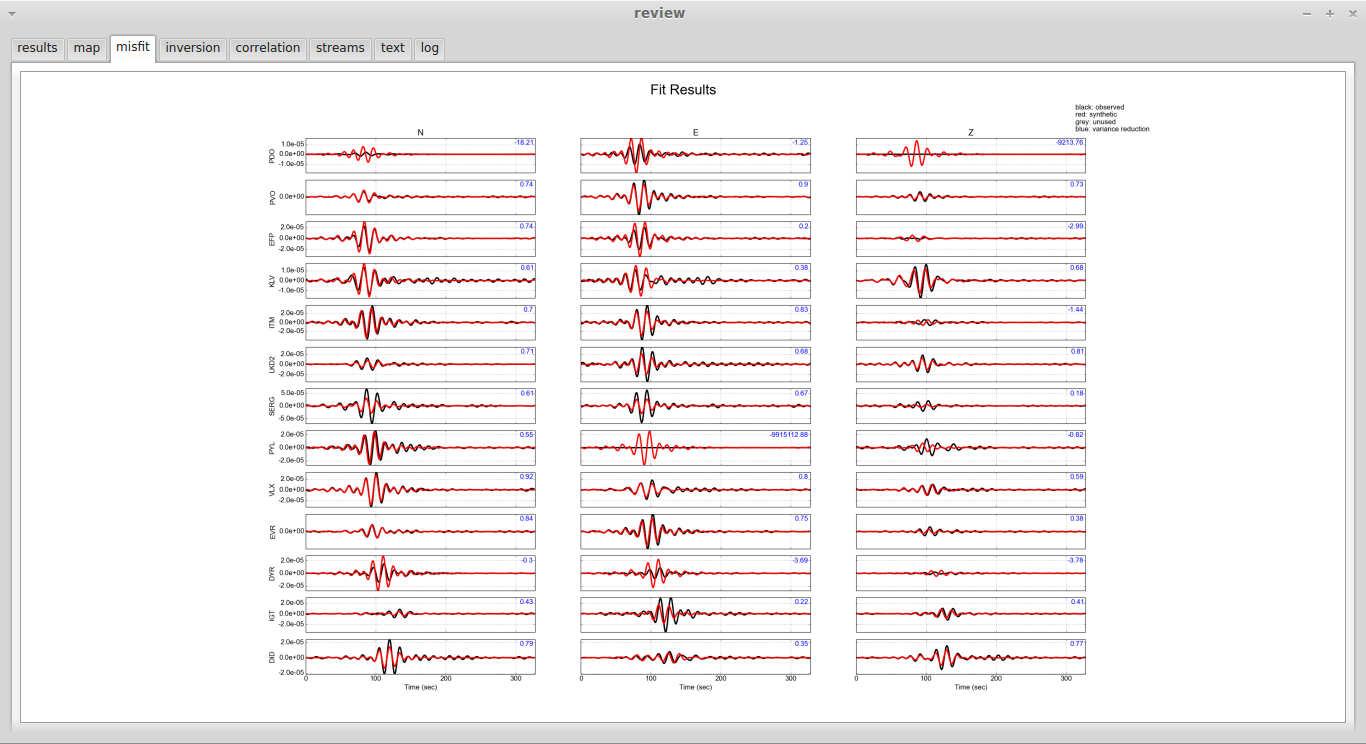 review
results map misfit inversion correlation streams text log
Fit Results
black: observed
red: synthetic
grey: unused
blue: variance reduction
N E Z
PDO 1.0e-05 0.0e+00 -1.0e-05 -18.21 -1.25 -9213.76
PVO 0.0e+00 0.74 0.9 0.73
EFP 2.0e-05 0.0e+00 -2.0e-05 0.74 0.2 -2.99
KLV 1.0e-05 0.0e+00 -1.0e-05 0.61 0.38 0.68
ITM 2.0e-05 0.0e+00 -2.0e-05 0.7 0.83 -1.44
LKD2 2.0e-05 0.0e+00 -2.0e-05 0.71 0.68 0.81
SERG 5.0e-05 0.0e+00 -5.0e-05 0.61 0.67 0.18
PYL 2.0e-05 0.0e+00 -2.0e-05 0.55 -9915112.88 -0.82
VLX 2.0e-05 0.0e+00 -2.0e-05 0.92 0.8 0.59
EVR 0.0e+00 0.84 0.75 0.38
DYR 2.0e-05 0.0e+00 -2.0e-05 -0.3 -3.69 -3.78
IGT 2.0e-05 0.0e+00 -2.0e-05 0.43 0.22 0.41
DID 2.0e-05 0.0e+00 -2.0e-05 0.79 0.35 0.77
0 100 200 300 0 100 200 300 0 100 200 300
Time (sec) Time (sec) Time (sec)